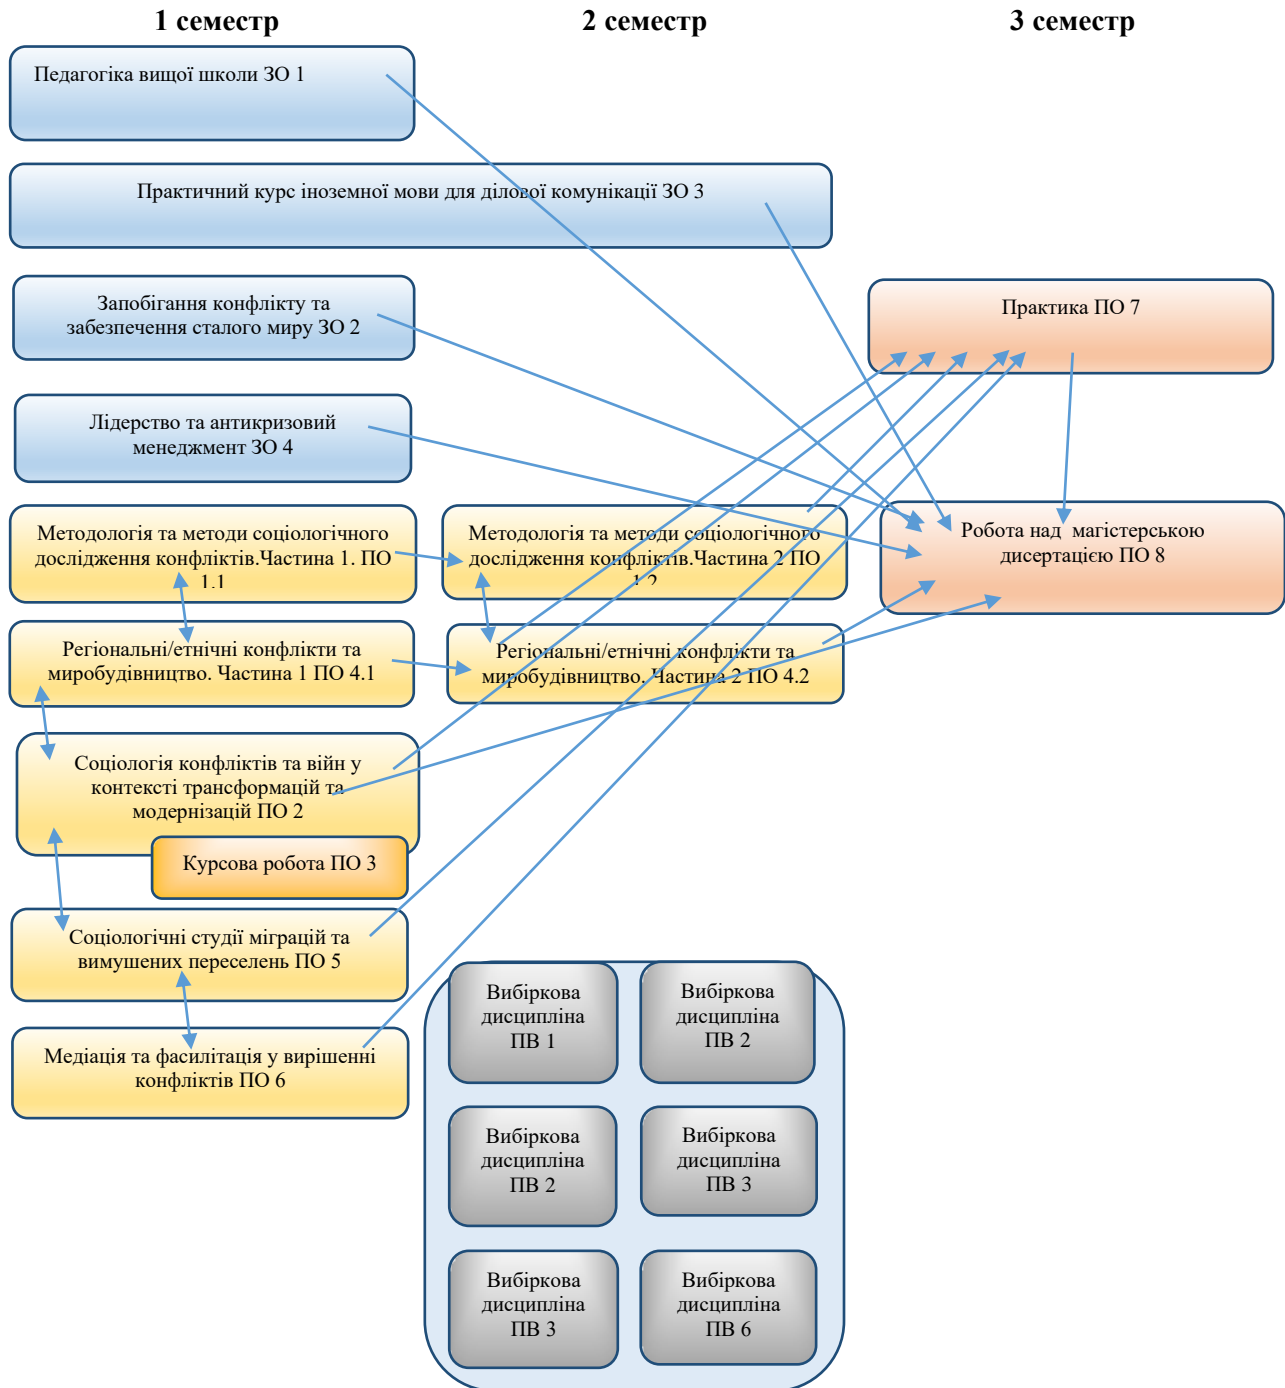 1 семестр
2 семестр
3 семестр
Педагогіка вищої школи ЗО 1
Практичний курс іноземної мови для ділової комунікації ЗО 3
Запобігання конфлікту та
забезпечення сталого миру ЗО 2
Практика ПО 7
Лідерство та антикризовий
менеджмент ЗО 4
Методологія та методи соціологічного
дослідження конфліктів.Частина 1. ПО
1.1
Методологія та методи соціологічного
дослідження конфліктів.Частина 2 ПО
1.2
Робота над магістерською
дисертацією ПО 8
Регіональні/етнічні конфлікти та
миробудівництво. Частина 1 ПО 4.1
Регіональні/етнічні конфлікти та
миробудівництво. Частина 2 ПО 4.2
Соціологія конфліктів та війн у
контексті трансформацій та
модернізацій ПО 2
Курсова робота ПО 3
Соціологічні студії міграцій та
вимушених переселень ПО 5
Медіація та фасилітація у вирішенні
конфліктів ПО 6
Вибіркова
дисципліна
ПВ 1
Вибіркова
дисципліна
ПВ 2
Вибіркова
дисципліна
ПВ 2
Вибіркова
дисципліна
ПВ 3
Вибіркова
дисципліна
ПВ 3
Вибіркова
дисципліна
ПВ 6